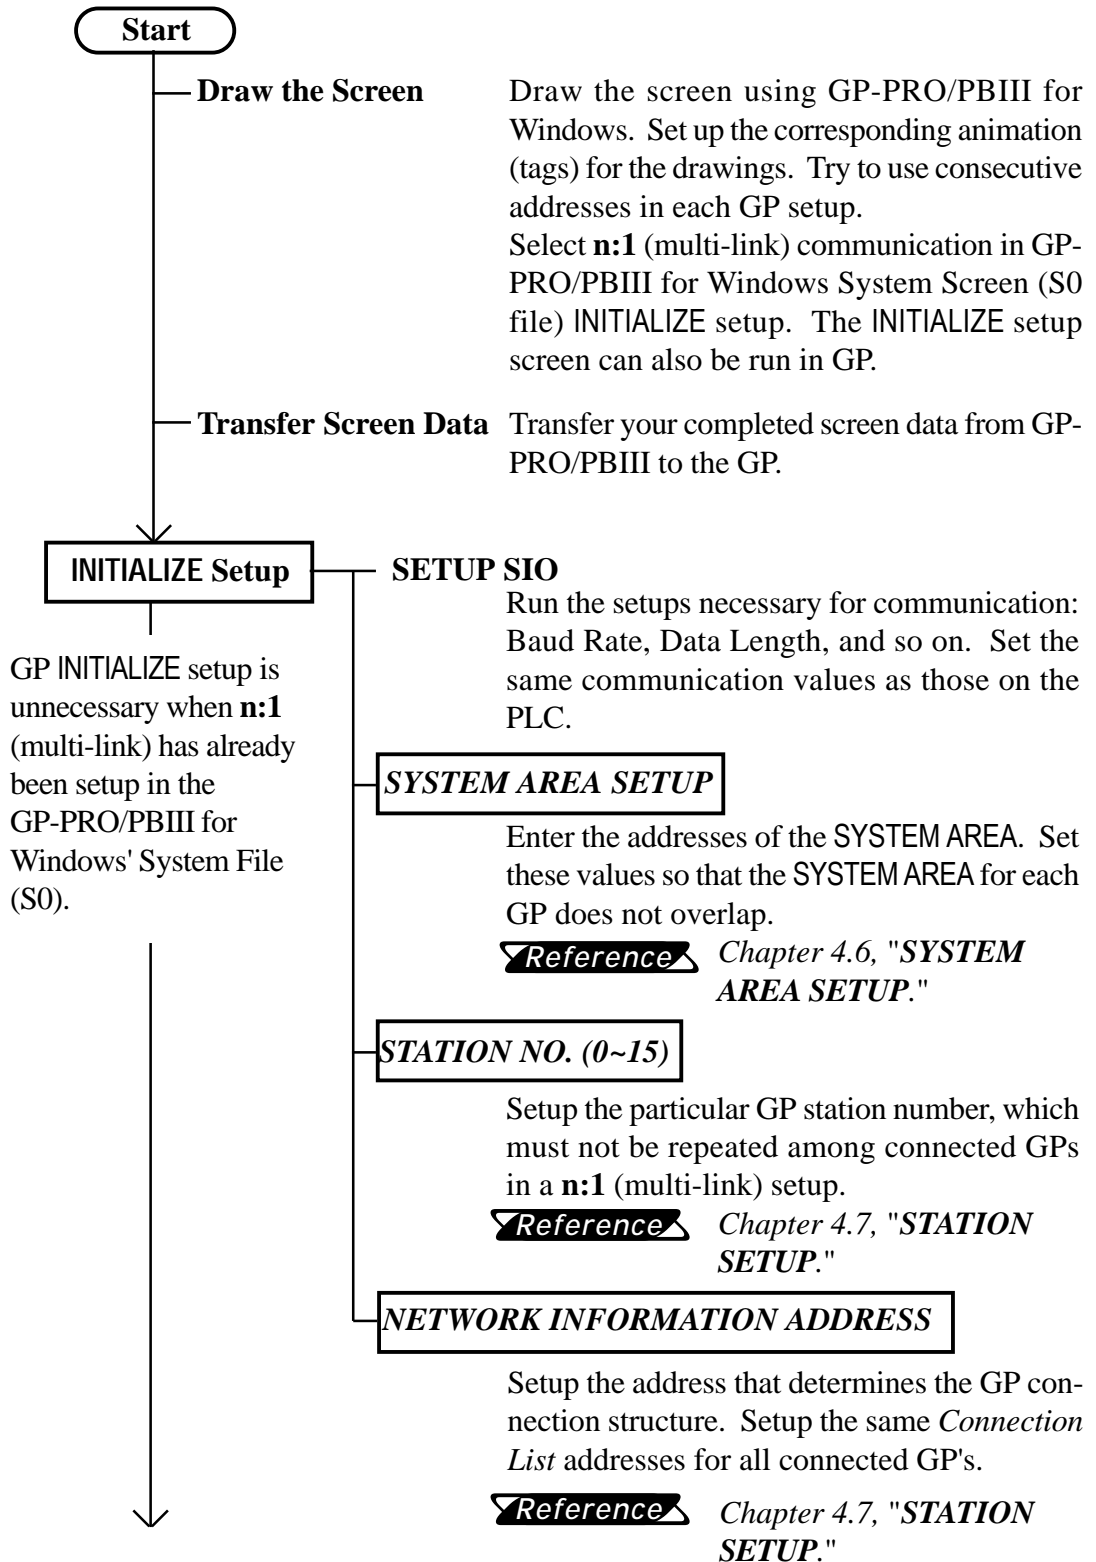 Start
Draw the Screen
Draw the screen using GP-PRO/PBIII for
Windows. Set up the corresponding animation
(tags) for the drawings. Try to use consecutive
addresses in each GP setup.
Select n:1 (multi-link) communication in GP-
PRO/PBIII for Windows System Screen (S0
file) INITIALIZE setup. The INITIALIZE setup
screen can also be run in GP.
Transfer Screen Data
Transfer your completed screen data from GP-
PRO/PBIII to the GP.
INITIALIZE Setup
GP INITIALIZE setup is
unnecessary when n:1
(multi-link) has already
been setup in the
GP-PRO/PBIII for
Windows' System File
(S0).
SETUP SIO
Run the setups necessary for communication:
Baud Rate, Data Length, and so on. Set the
same communication values as those on the
PLC.
SYSTEM AREA SETUP
Enter the addresses of the SYSTEM AREA. Set
these values so that the SYSTEM AREA for each
GP does not overlap.
Reference Chapter 4.6, "SYSTEM
AREA SETUP."
STATION NO. (0~15)
Setup the particular GP station number, which
must not be repeated among connected GPs
in a n:1 (multi-link) setup.
Reference Chapter 4.7, "STATION
SETUP."
NETWORK INFORMATION ADDRESS
Setup the address that determines the GP con-
nection structure. Setup the same Connection
List addresses for all connected GP's.
Reference Chapter 4.7, "STATION
SETUP."